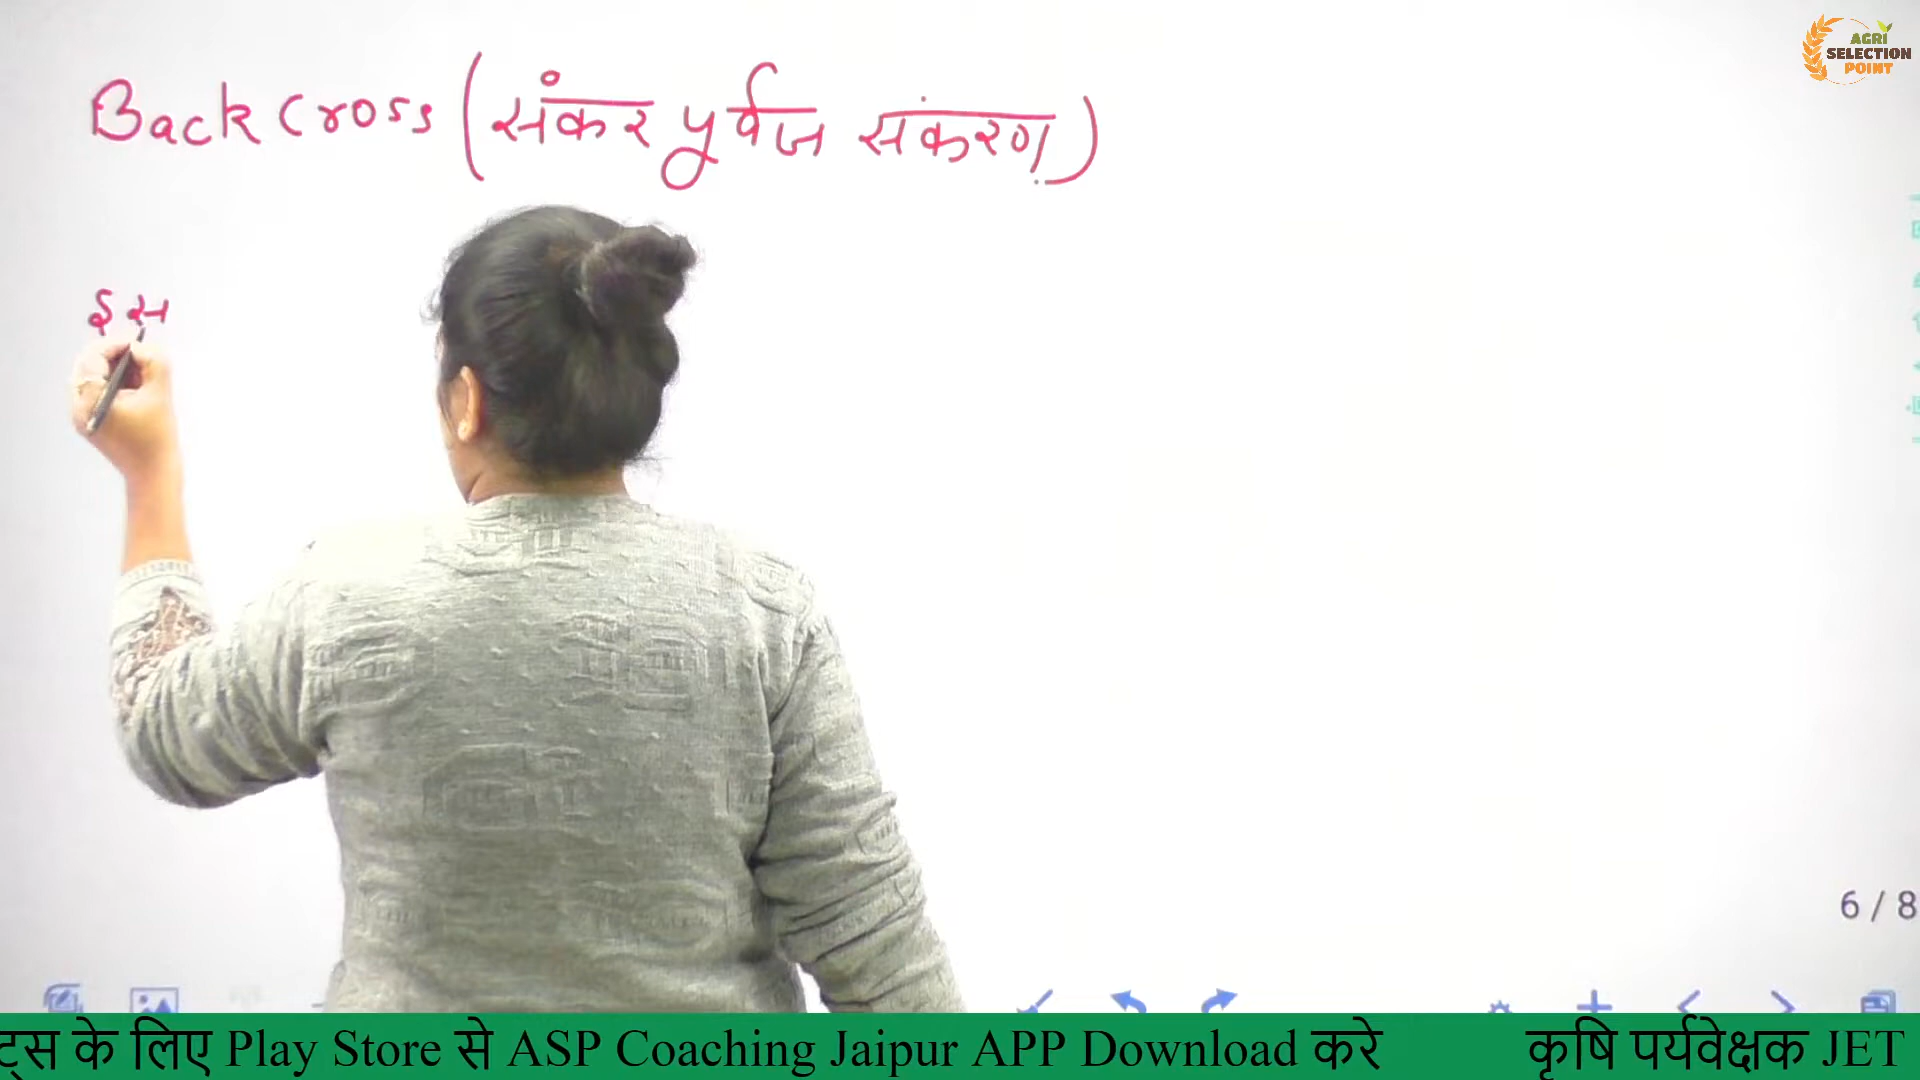 AGRI
SELECTION
POINT
Back Cross (संकर पूर्वज संकरण)
इस
6 / 8
ट्स के लिए Play Store से ASP Coaching Jaipur APP Download करे कृषि पर्यवेक्षक JET